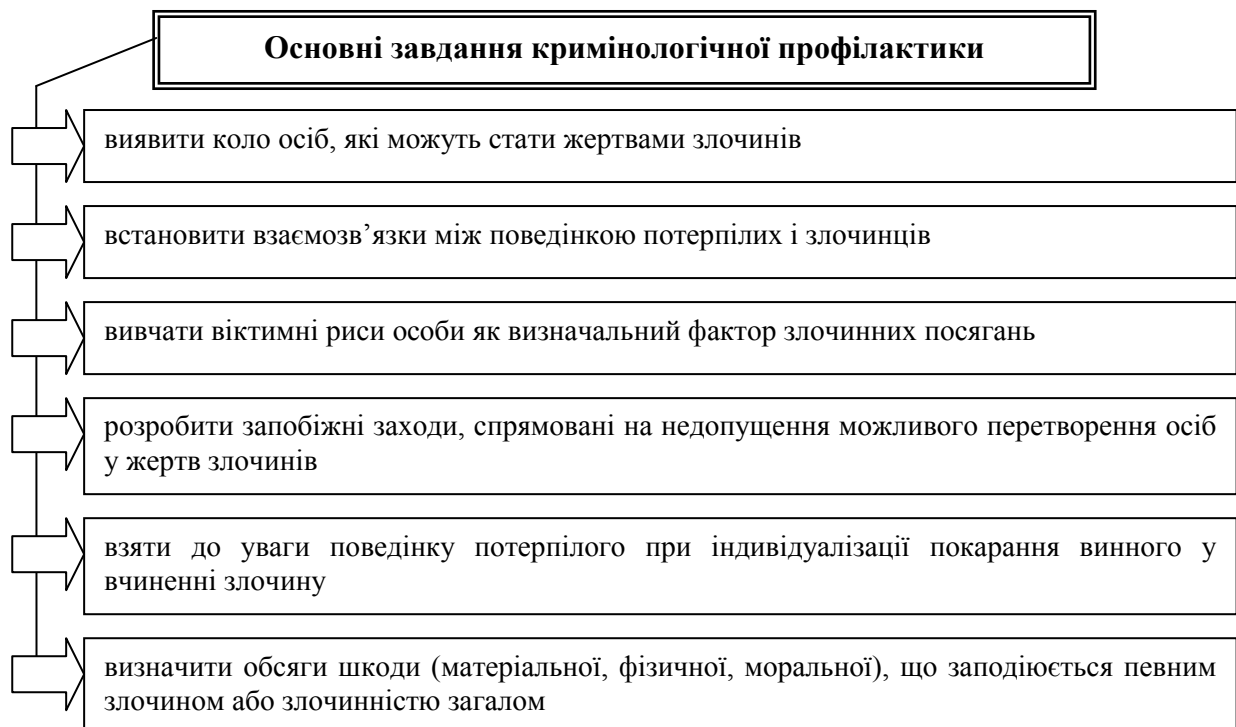 Основні завдання кримінологічної профілактики
виявити коло осіб, які можуть стати жертвами злочинів
встановити взаємозв’язки між поведінкою потерпілих і злочинців
вивчати віктимні риси особи як визначальний фактор злочинних посягань
розробити запобіжні заходи, спрямовані на недопущення можливого перетворення осіб
у жертв злочинів
взяти до уваги поведінку потерпілого при індивідуалізації покарання винного у
вчиненні злочину
визначити обсяги шкоди (матеріальної, фізичної, моральної), що заподіюється певним
злочином або злочинністю загалом